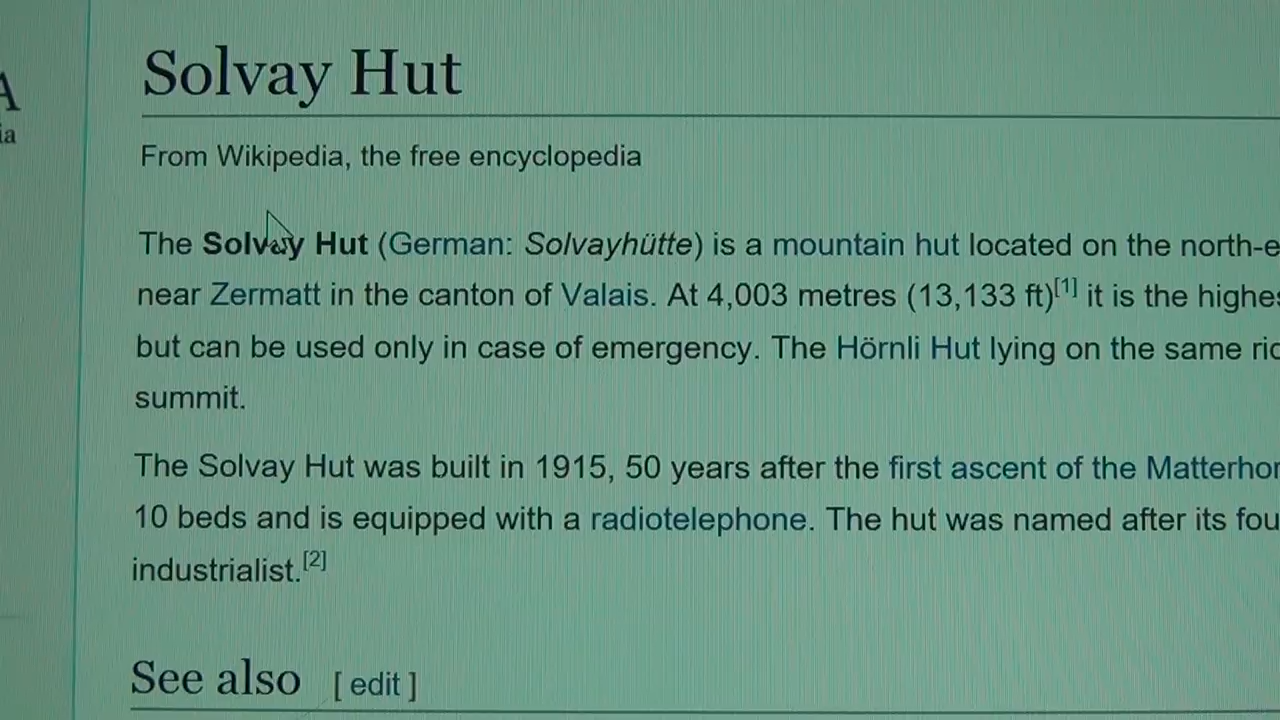 A
ia
Solvay Hut
From Wikipedia, the free encyclopedia
The Solvay Hut (German: Solvayhütte) is a mountain hut located on the north-e
near Zermatt in the canton of Valais. At 4,003 metres (13,133 ft)[1] it is the highes
but can be used only in case of emergency. The Hörnli Hut lying on the same rid
summit.
The Solvay Hut was built in 1915, 50 years after the first ascent of the Matterhor
10 beds and is equipped with a radiotelephone. The hut was named after its fou
industrialist.[2]
See also [ edit ]